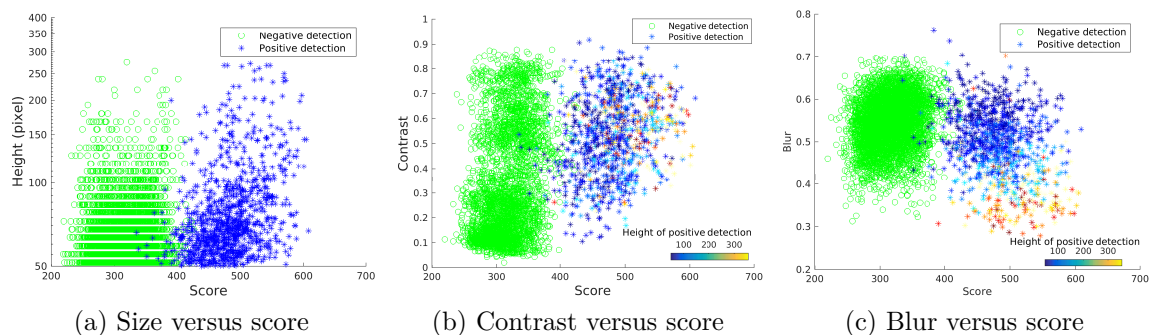 400
350
300
250
200
150
100
50
200 300 400 500 600 700
Height (pixel)
Score
Negative detection
Positive detection
(a) Size versus score
1
0.9
0.8
0.7
0.6
0.5
0.4
0.3
0.2
0.1
0
200 300 400 500 600 700
Contrast
Score
Negative detection
Positive detection
Height of positive detection
100 200 300
(b) Contrast versus score
0.8
0.7
0.6
0.5
0.4
0.3
0.2
200 300 400 500 600 700
Blur
Score
Negative detection
Positive detection
Height of positive detection
100 200 300
(c) Blur versus score